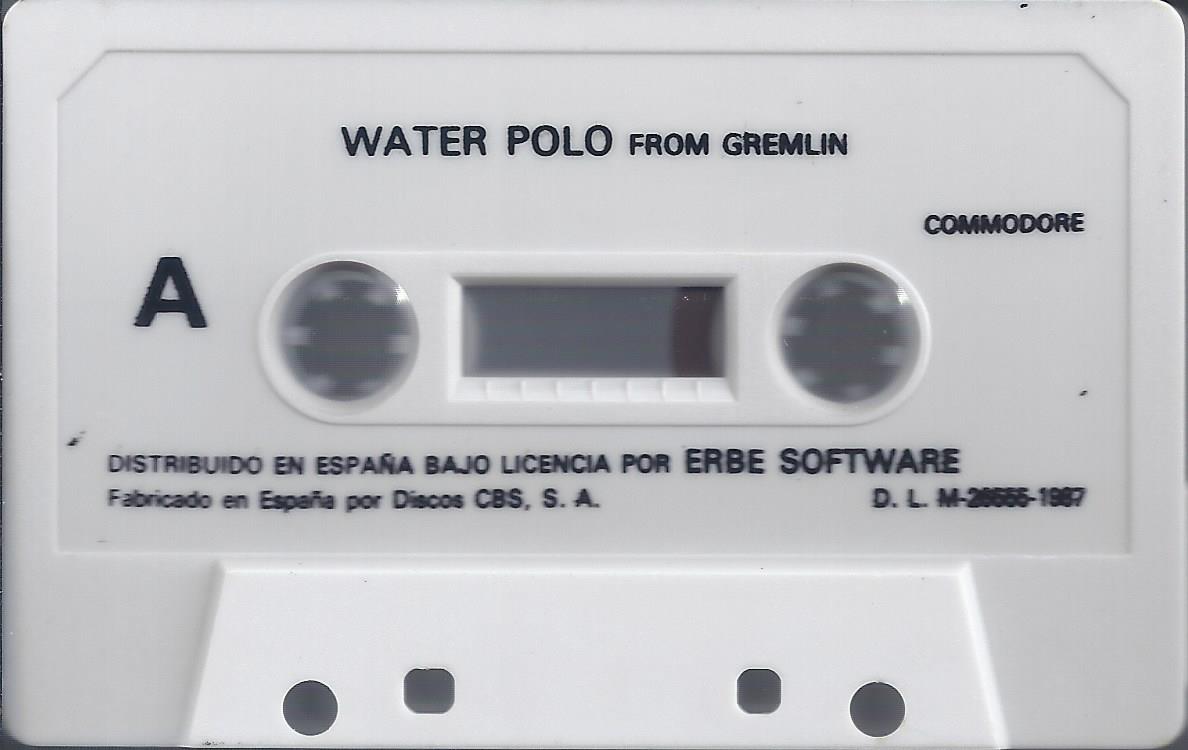 WATER POLO FROM GREMLIN
COMMODORE
A
DISTRIBUIDO EN ESPAÑA BAJO LICENCIA POR ERBE SOFTWARE
Fabricado en España por Discos CBS, S. A.
D. L. M-26555-1987